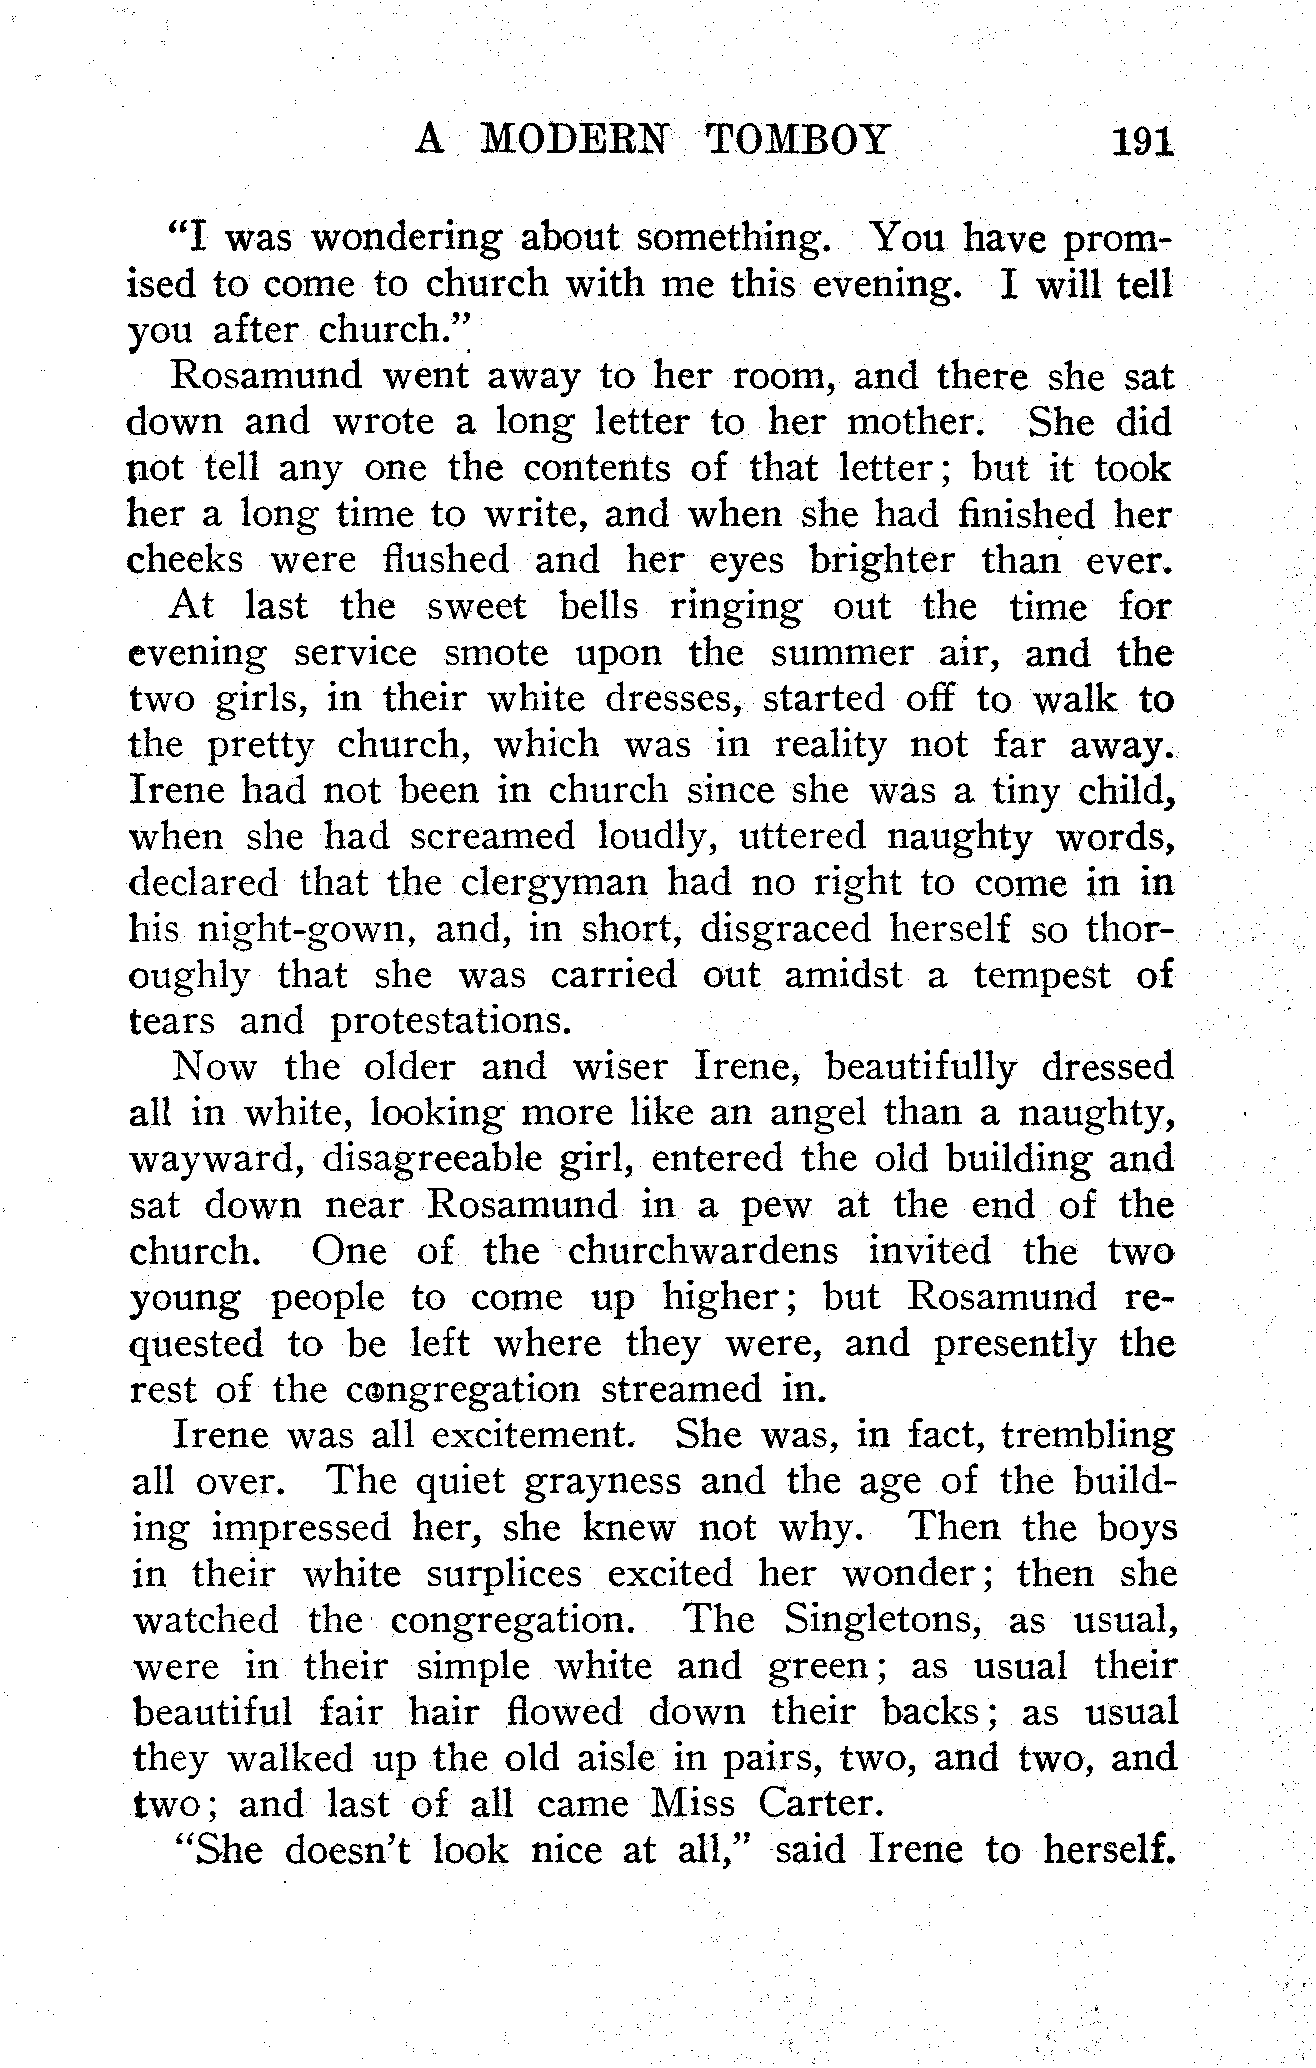 A MODERN TOMBOY 191
"I was wondering about something. You have prom-
ised to come to church with me this evening. I will tell
you after church."
Rosamund went away to her room, and there she sat
down and wrote a long letter to her mother. She did
not tell any one the contents of that letter; but it took
her a long time to write, and when she had finished her
cheeks were flushed and her eyes brighter than ever.
At last the sweet bells ringing out the time for
evening service smote upon the summer air, and the
two girls, in their white dresses, started off to walk to
the pretty church, which was in reality not far away.
Irene had not been in church since she was a tiny child,
when she had screamed loudly, uttered naughty words,
declared that the clergyman had no right to come in in
his night-gown, and, in short, disgraced herself so thor-
oughly that she was carried out amidst a tempest of
tears and protestations.
Now the older and wiser Irene, beautifully dressed
all in white, looking more like an angel than a naughty,
wayward, disagreeable girl, entered the old building and
sat down near Rosamund in a pew at the end of the
church. One of the churchwardens invited the two
young people to come up higher; but Rosamund re-
quested to be left where they were, and presently the
rest of the congregation streamed in.
Irene was all excitement. She was, in fact, trembling
all over. The quiet grayness and the age of the build-
ing impressed her, she knew not why. Then the boys
in their white surplices excited her wonder; then she
watched the congregation. The Singletons, as usual,
were in their simple white and green; as usual their
beautiful fair hair flowed down their backs; as usual
they walked up the old aisle in pairs, two, and two, and
two; and last of all came Miss Carter.
"She doesn't look nice at all," said Irene to herself.